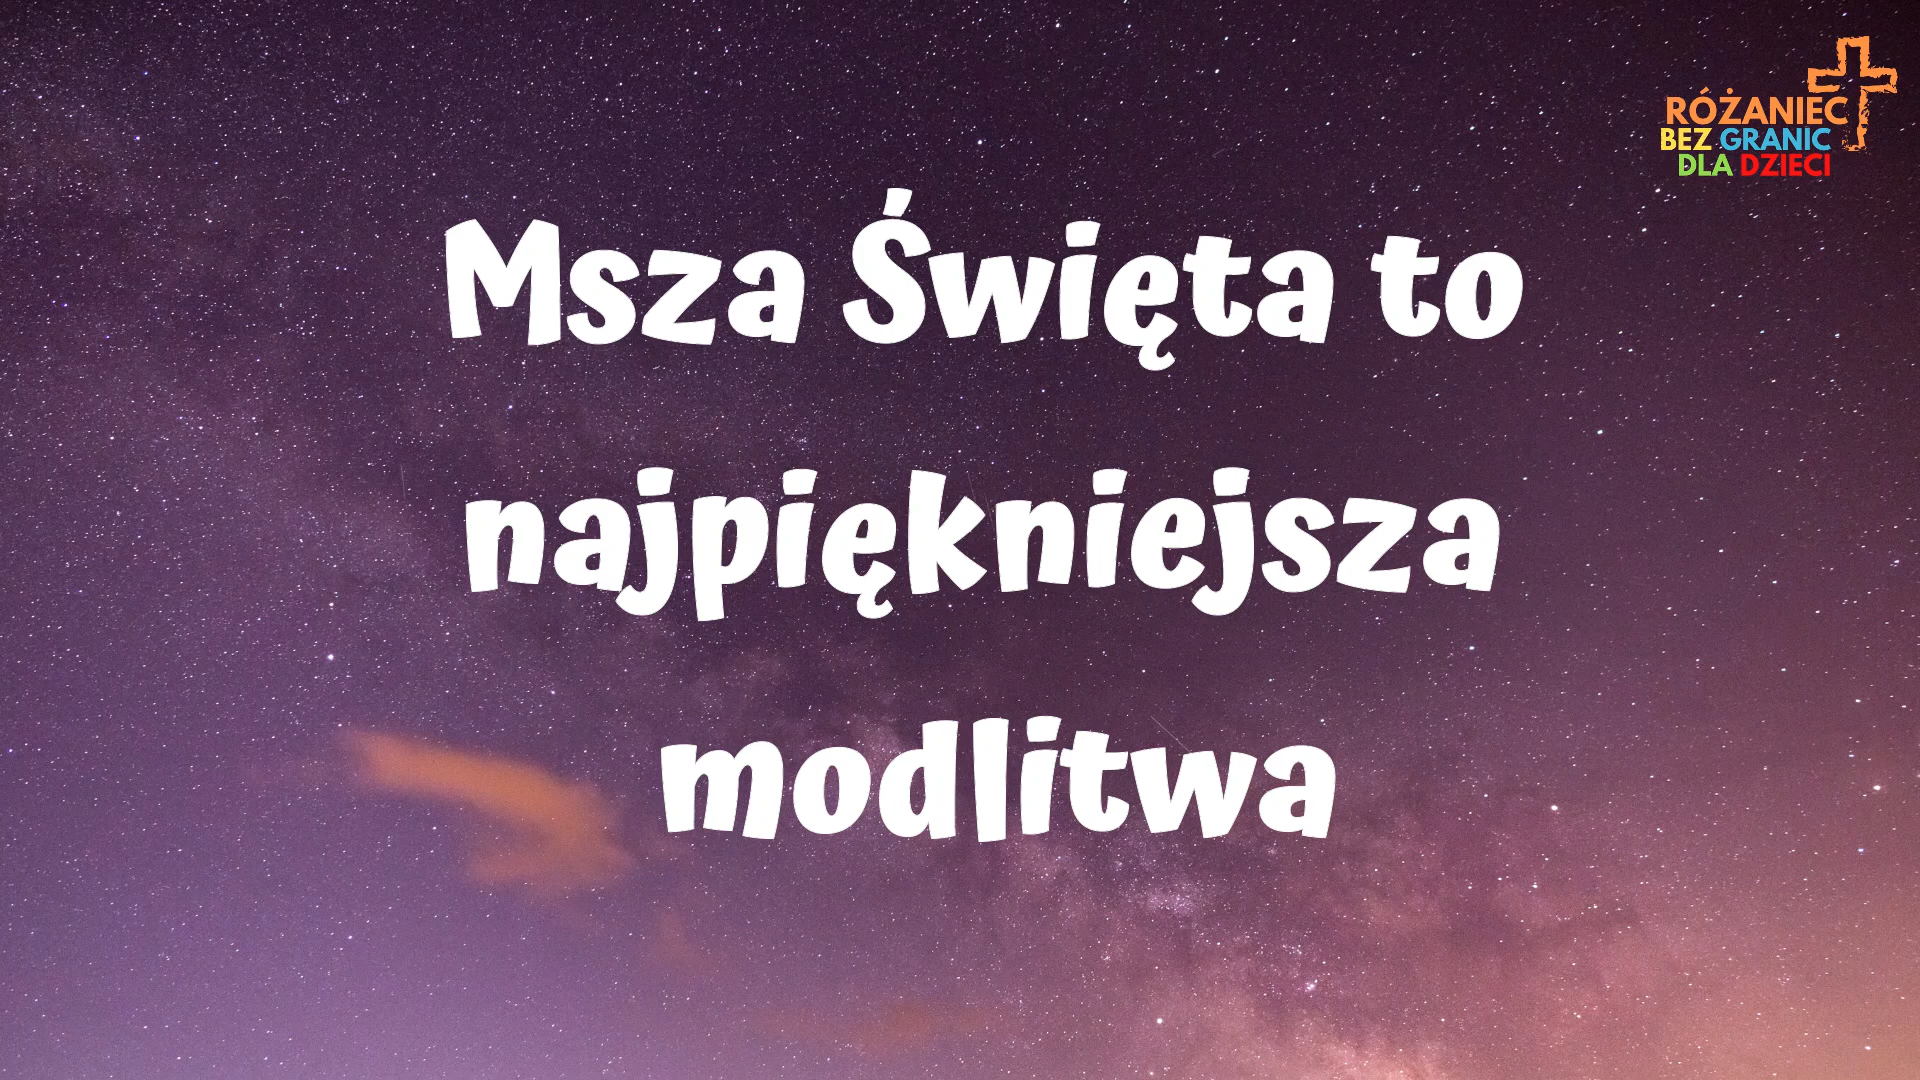 RÓŻANIEC
BEZ GRANIC
DLA DZIECI
Msza Święta to
najpiękniejsza
modlitwa